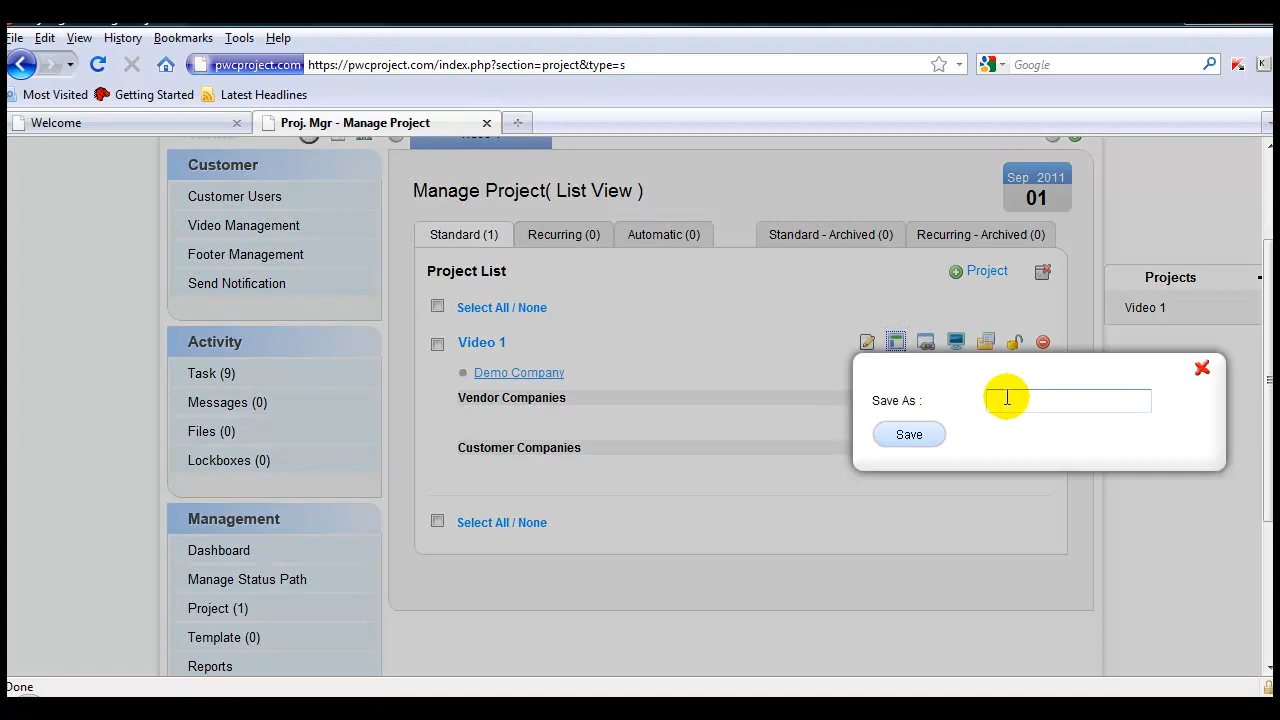 File Edit View History Bookmarks Tools Help
pwcproject.com https://pwcproject.com/index.php?section=project&type=s
Google
K
Most Visited Getting Started Latest Headlines
Welcome
Proj. Mgr - Manage Project
Customer
Customer Users
Video Management
Footer Management
Send Notification
Activity
Task (9)
Messages (0)
Files (0)
Lockboxes (0)
Management
Dashboard
Manage Status Path
Project (1)
Template (0)
Reports
Manage Project( List View )
Sep 2011
01
Standard (1) Recurring (0) Automatic (0) Standard - Archived (0) Recurring - Archived (0)
Project List
Project
Select All / None
Video 1
Demo Company
Vendor Companies
Customer Companies
Select All / None
Save As :
Save
Projects
Video 1
Done